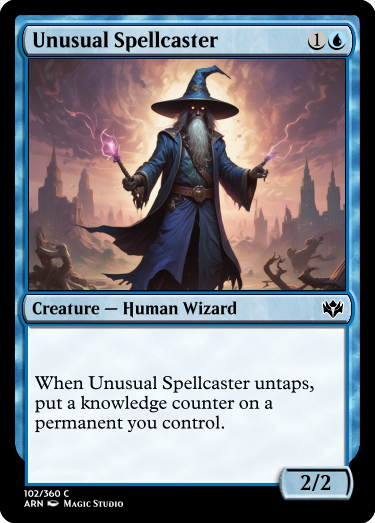 Unusual Spellcaster 1
Creature — Human Wizard
When Unusual Spellcaster untaps,
put a knowledge counter on a
permanent you control.
2/2
102/360 C
ARN Magic Studio